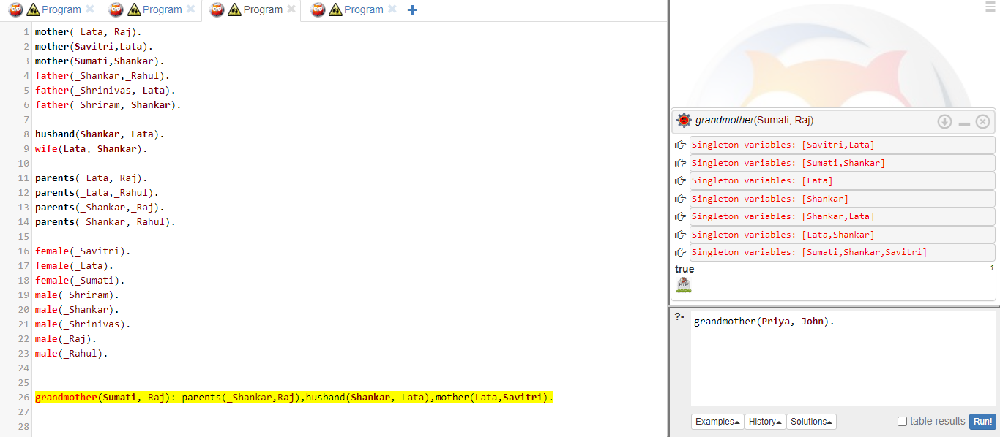 Program Program Program Program
1 mother(_Lata,_Raj).
2 mother(Savitri,Lata).
3 mother(Sumati,Shankar).
4 father(_Shankar,_Rahul).
5 father(_Shrinivas, Lata).
6 father(_Shriram, Shankar).
7
8 husband(Shankar, Lata).
9 wife(Lata, Shankar).
10
11 parents(_Lata,_Raj).
12 parents(_Lata,_Rahul).
13 parents(_Shankar,_Raj).
14 parents(_Shankar,_Rahul).
15
16 female(_Savitri).
17 female(_Lata).
18 female(_Sumati).
19 male(_Shriram).
20 male(_Shankar).
21 male(_Shrinivas).
22 male(_Raj).
23 male(_Rahul).
24
25
26 grandmother(Sumati, Raj):-parents(_Shankar,Raj),husband(Shankar, Lata),mother(Lata,Savitri).
27
28
grandmother(Sumati, Raj).
Singleton variables: [Savitri,Lata]
Singleton variables: [Sumati,Shankar]
Singleton variables: [Lata]
Singleton variables: [Shankar]
Singleton variables: [Shankar,Lata]
Singleton variables: [Lata,Shankar]
Singleton variables: [Sumati,Shankar,Savitri]
true 1
RIP
?- grandmother(Priya, John).
Examples History Solutions table results Run!